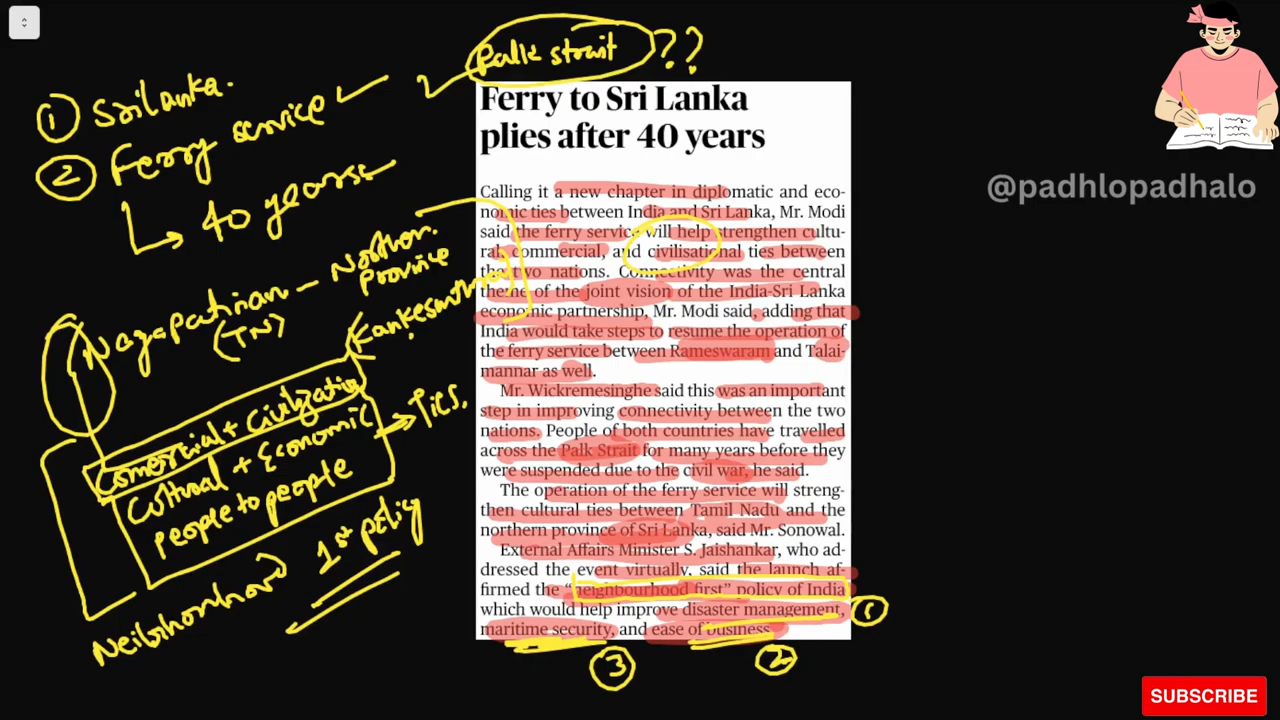 Palk strait ??
① Srilanka.
② Ferry service
40 years
Nagapatinam - Northern Province
(TN)
Kankesanthurai
Comercial + Civilization
Cultural + Economic
people to people
Ties.
Neibhorhood 1st policy
Ferry to Sri Lanka
plies after 40 years
Calling it a new chapter in diplomatic and eco-
nomic ties between India and Sri Lanka, Mr. Modi
said the ferry service will help strengthen cultu-
ral, commercial, and civilisational ties between
the two nations. Connectivity was the central
theme of the joint vision of the India-Sri Lanka
economic partnership, Mr. Modi said, adding that
India would take steps to resume the operation of
the ferry service between Rameswaram and Talai-
mannar as well.
Mr. Wickremesinghe said this was an important
step in improving connectivity between the two
nations. People of both countries have travelled
across the Palk Strait for many years before they
were suspended due to the civil war, he said.
The operation of the ferry service will streng-
then cultural ties between Tamil Nadu and the
northern province of Sri Lanka, said Mr. Sonowal.
External Affairs Minister S. Jaishankar, who ad-
dressed the event virtually, said the launch af-
firmed the “neighbourhood first” policy of India
which would help improve disaster management, ①
maritime security, and ease of business
③ ②
@padhlopadhalo
SUBSCRIBE